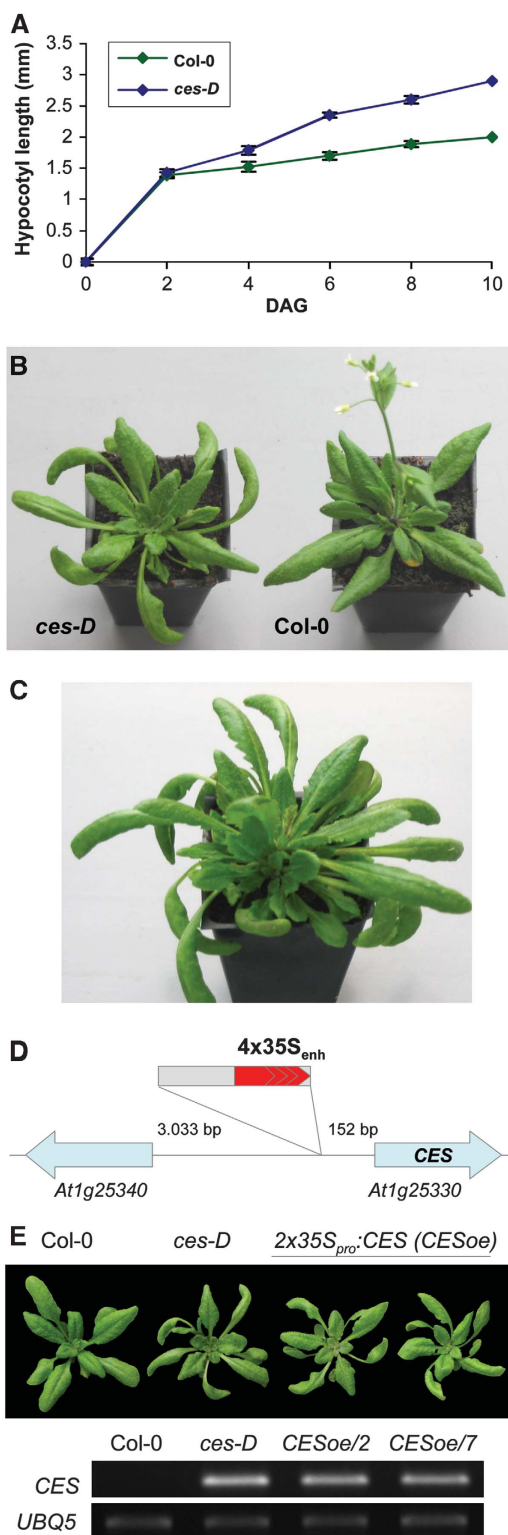 A
Hypocotyl length (mm)
3.5
3
2.5
2
1.5
1
0.5
0
Col-0
ces-D
0 2 4 6 8 10
DAG
B
ces-D Col-0
C
D
4x35Senh
3.033 bp 152 bp
CES
At1g25340 At1g25330
E
Col-0 ces-D 2x35Spro:CES (CESoe)
Col-0 ces-D CESoe/2 CESoe/7
CES
UBQ5